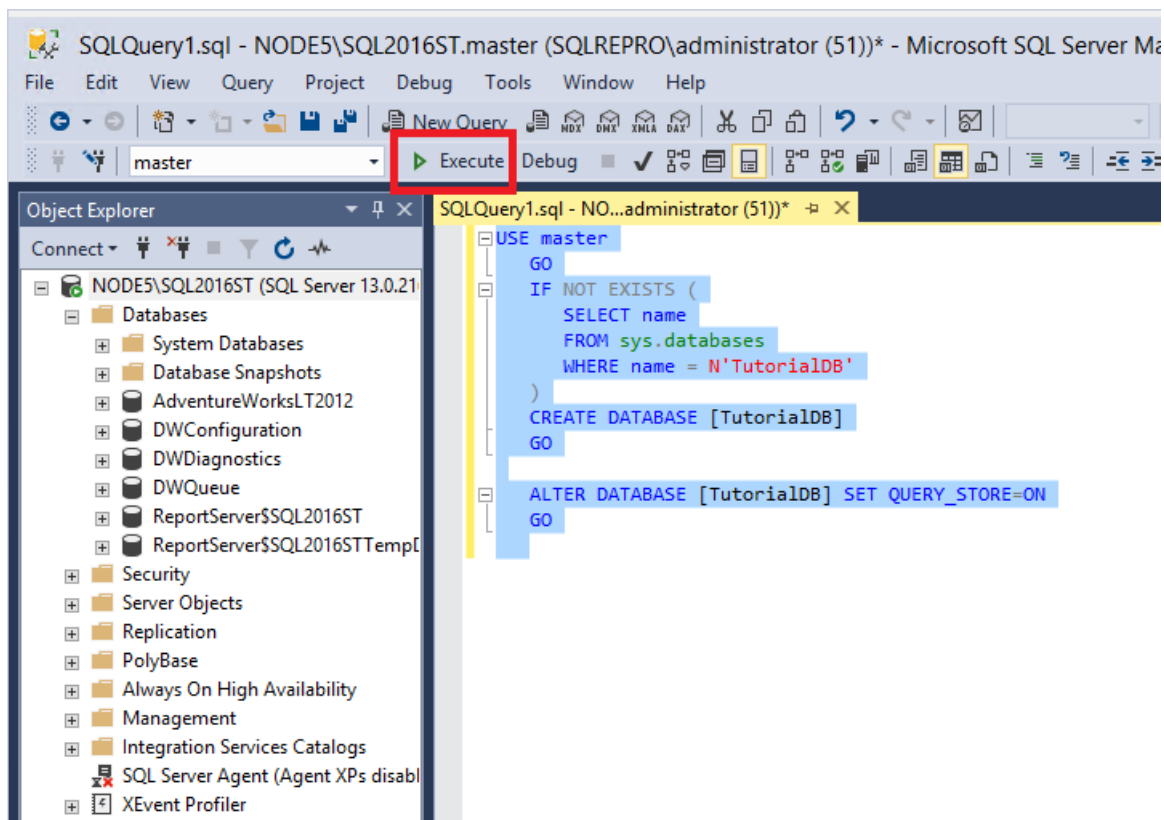 SQLQuery1.sql - NODE5\SQL2016ST.master (SQLREPRO\administrator (51))* - Microsoft SQL Server Ma
File Edit View Query Project Debug Tools Window Help
New Query MDX DMX XMLA DAX
master Execute Debug
Object Explorer
SQLQuery1.sql - NO...administrator (51))*
Connect
NODE5\SQL2016ST (SQL Server 13.0.21
Databases
System Databases
Database Snapshots
AdventureWorksLT2012
DWConfiguration
DWDiagnostics
DWQueue
ReportServer$SQL2016ST
ReportServer$SQL2016STTemp
Security
Server Objects
Replication
PolyBase
Always On High Availability
Management
Integration Services Catalogs
SQL Server Agent (Agent XPs disabl
XEvent Profiler
USE master
GO
IF NOT EXISTS (
SELECT name
FROM sys.databases
WHERE name = N'TutorialDB'
)
CREATE DATABASE [TutorialDB]
GO
ALTER DATABASE [TutorialDB] SET QUERY_STORE=ON
GO